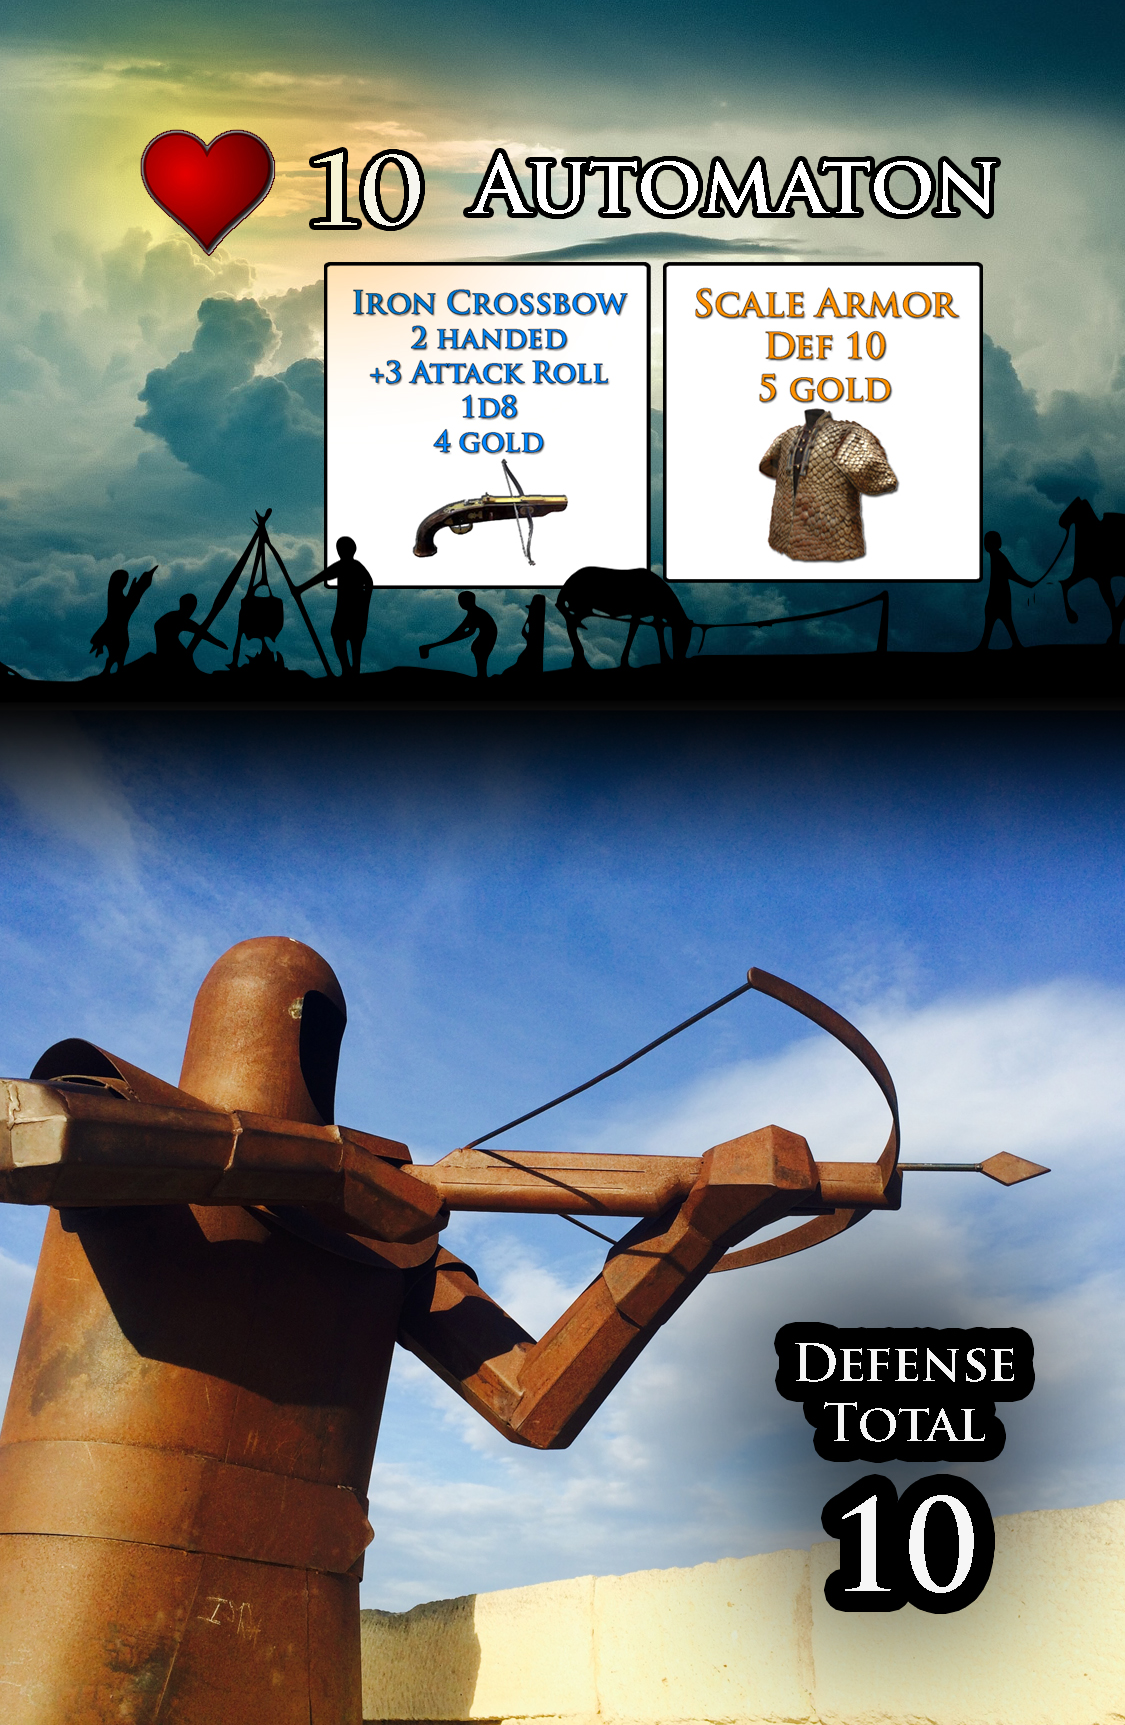 10 Automaton
Iron Crossbow
2 handed
+3 Attack Roll
1d8
4 gold
Scale Armor
Def 10
5 gold
Defense
Total
10